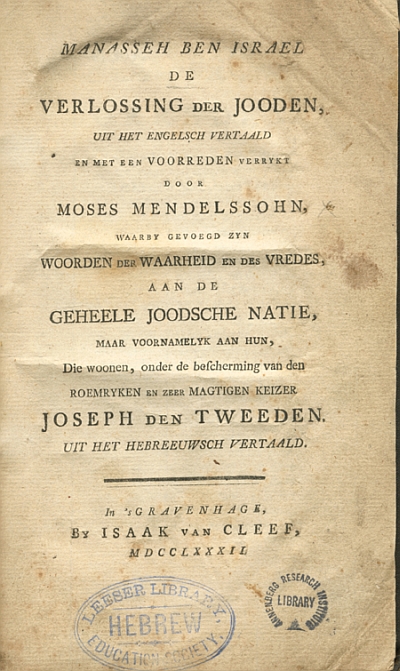 MANASSEH BEN ISRAEL
DE
VERLOSSING DER JOODEN,
UIT HET ENGELSCH VERTAALD
EN MET EEN VOORREDEN VERRYKT
DOOR
MOSES MENDELSSOHN,
WAARBY GEVOEGD ZYN
WOORDEN DER WAARHEID EN DES VREDES,
AAN DE
GEHEELE JOODSCHE NATIE,
MAAR VOORNAMELYK AAN HUN,
Die woonen, onder de beſcherming van den
ROEMRYKEN EN ZEER MAGTIGEN KEIZER
JOSEPH DEN TWEEDEN.
UIT HET HEBREEUWSCH VERTAALD.
In 'sGRAVENHAGE,
By ISAAK VAN CLEEF,
MDCCLXXXII.
LEESER LIBRARY,
HEBREW
EDUCATION SOCIETY.
ANNENBERG RESEARCH INSTITUTE
LIBRARY